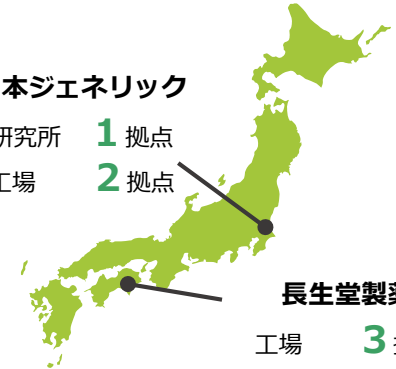 本ジェネリック
研究所 1 拠点
工場 2 拠点
長生堂製薬
工場 3